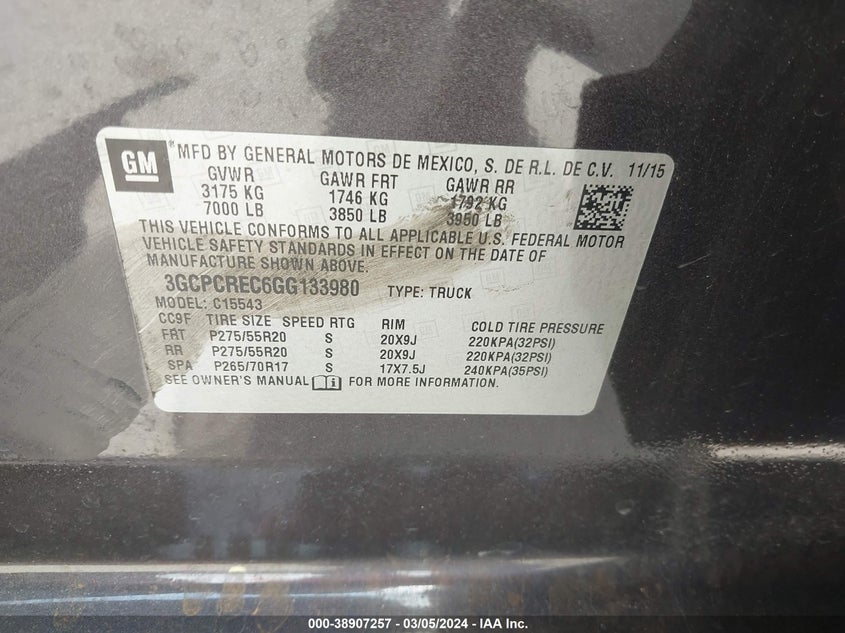 GM *MFD BY GENERAL MOTORS DE MEXICO, S. DE R.L. DE C.V. 11/15
GVWR GAWR FRT GAWR RR
3175 KG 1746 KG 1792 KG
7000 LB 3850 LB 3950 LB
THIS VEHICLE CONFORMS TO ALL APPLICABLE U.S. FEDERAL MOTOR
VEHICLE SAFETY STANDARDS IN EFFECT ON THE DATE OF
MANUFACTURE SHOWN ABOVE.
3GCPCREC6GG133980 TYPE: TRUCK
MODEL: C15543
CC9F TIRE SIZE SPEED RTG RIM COLD TIRE PRESSURE
FRT P275/55R20 S 20X9J 220KPA(32PSI)
RR P275/55R20 S 20X9J 220KPA(32PSI)
SPA P265/70R17 S 17X7.5J 240KPA(35PSI)
SEE OWNER'S MANUAL FOR MORE INFORMATION.
000-38907257 - 03/05/2024 - IAA Inc.